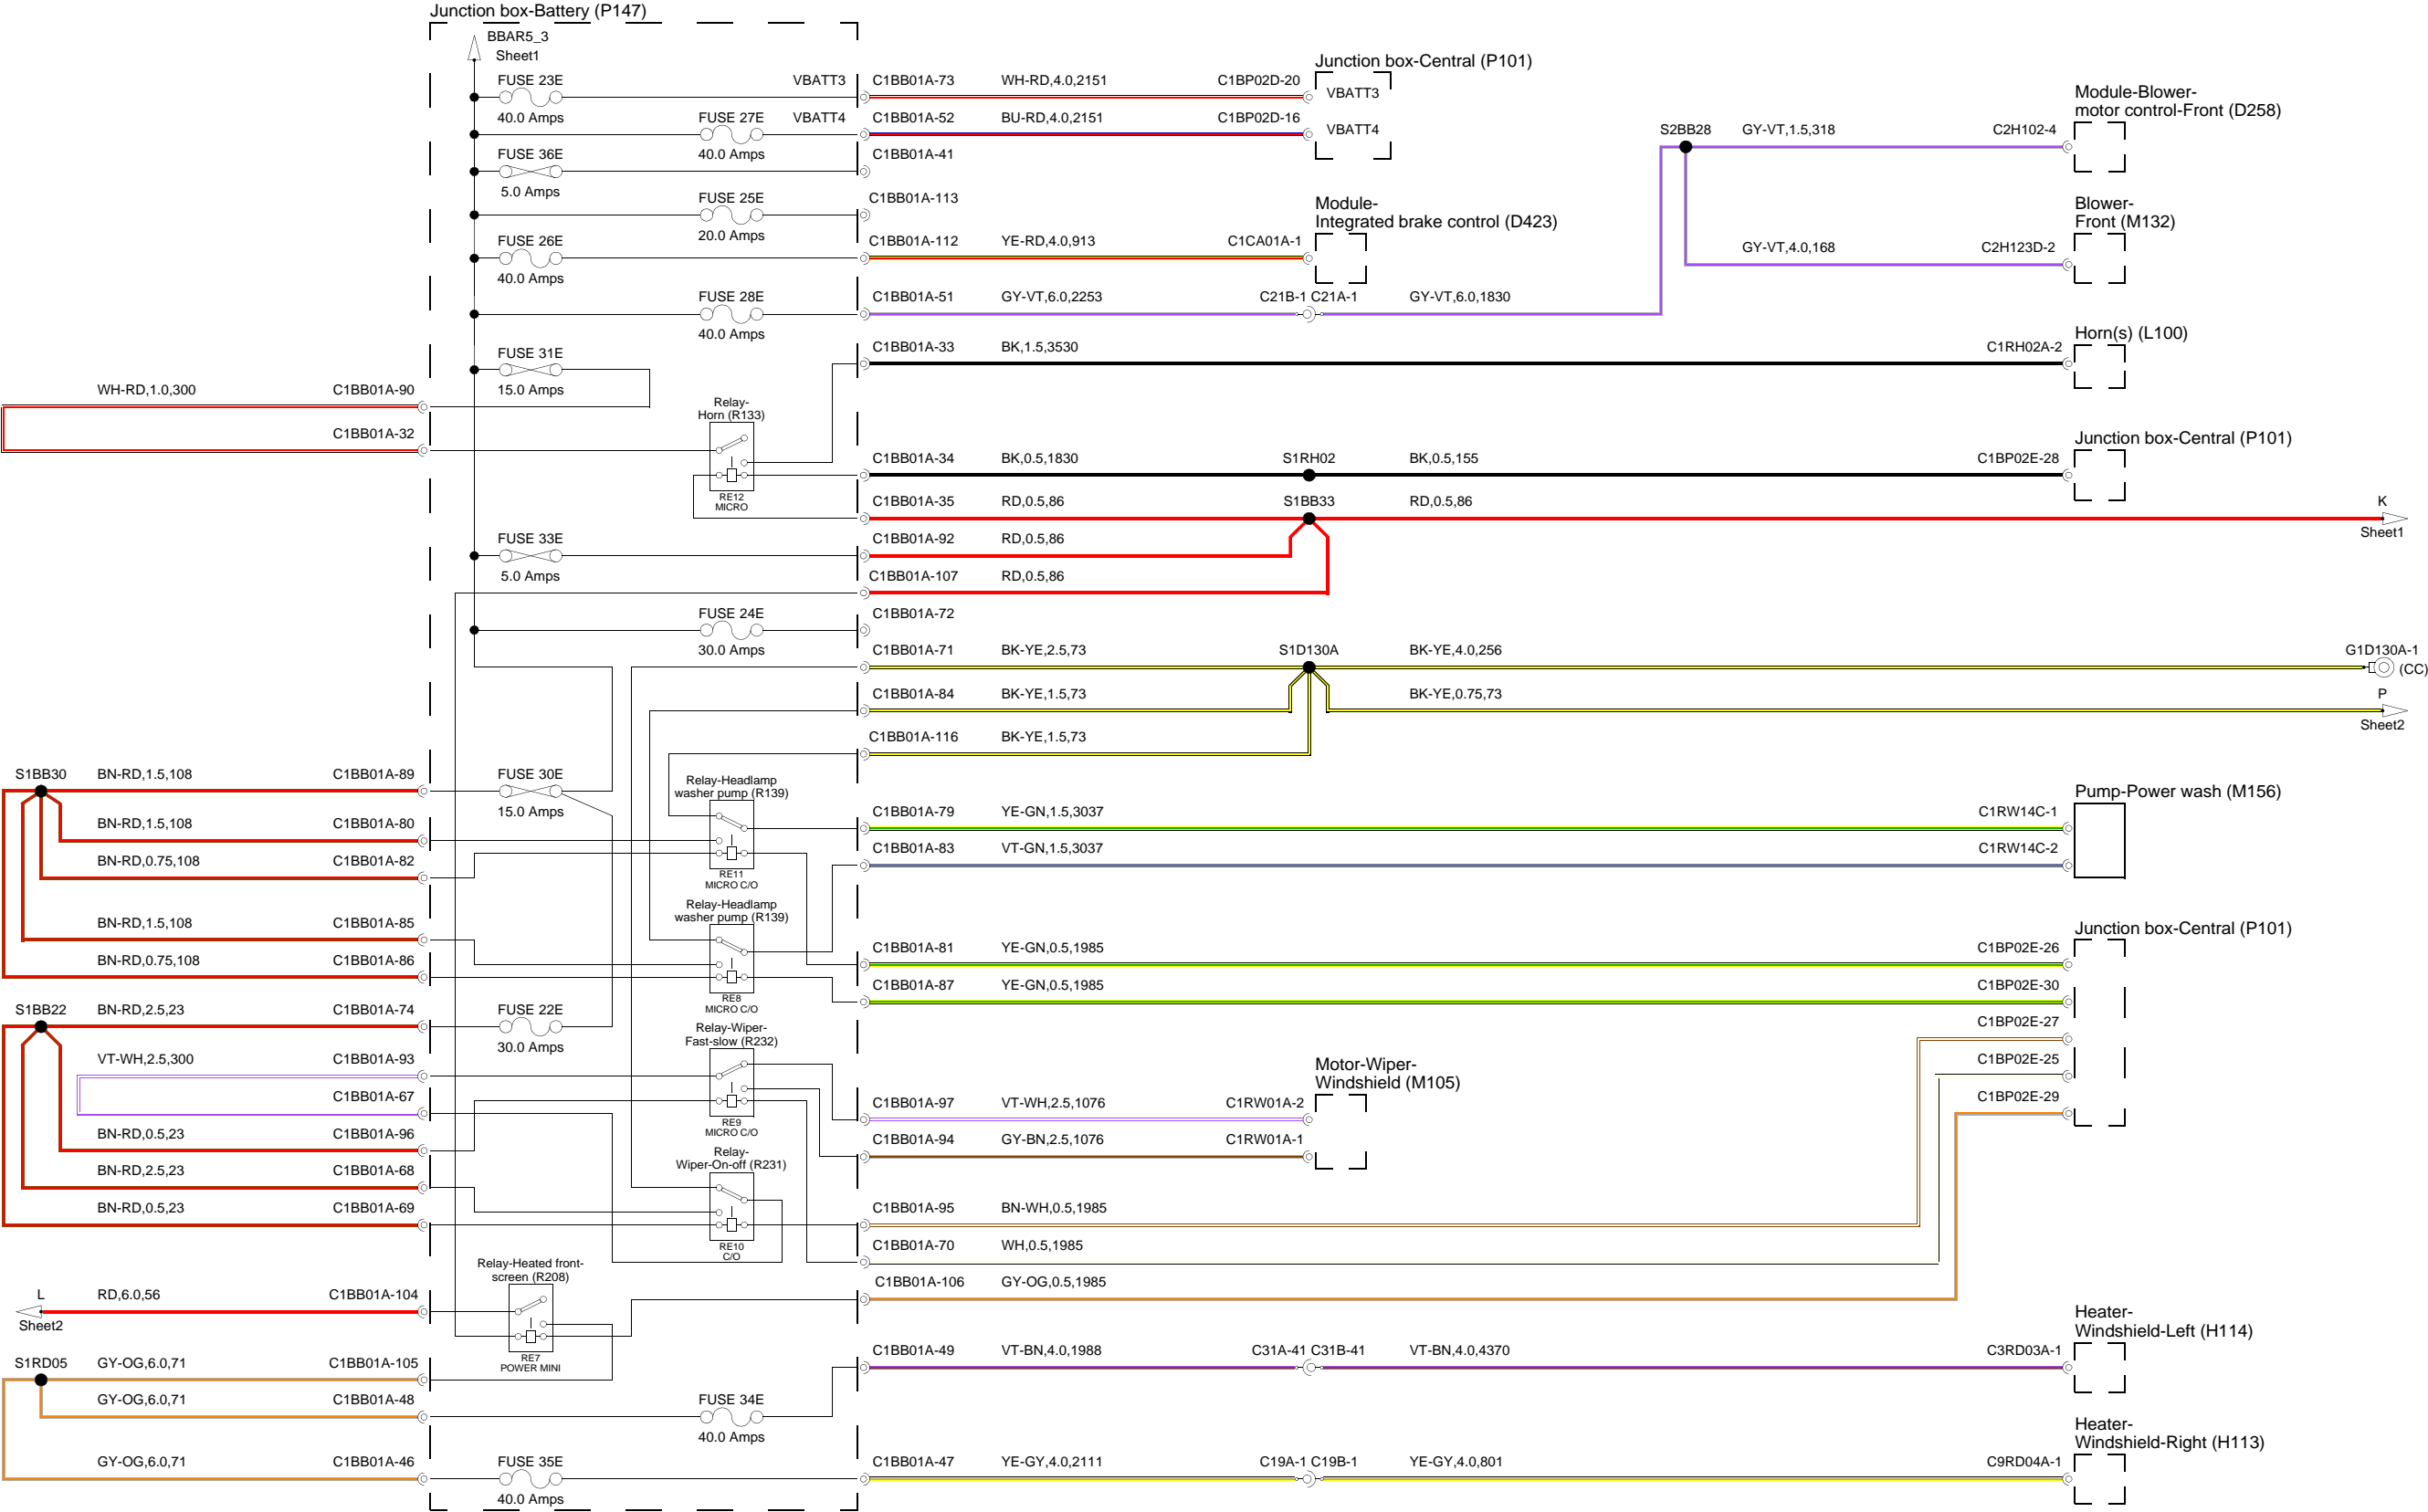 Junction box-Battery (P147)
BBAR5_3
Sheet1
FUSE 23E
40.0 Amps
VBATT3
C1BB01A-73
WH-RD,4.0,2151
C1BP02D-20
Junction box-Central (P101)
VBATT3
FUSE 27E
40.0 Amps
VBATT4
C1BB01A-52
BU-RD,4.0,2151
C1BP02D-16
VBATT4
FUSE 36E
5.0 Amps
C1BB01A-41
S2BB28
GY-VT,1.5,318
C2H102-4
Module-Blower-
motor control-Front (D258)
FUSE 25E
20.0 Amps
C1BB01A-113
Module-
Integrated brake control (D423)
FUSE 26E
40.0 Amps
C1BB01A-112
YE-RD,4.0,913
C1CA01A-1
GY-VT,4.0,168
C2H123D-2
Blower-
Front (M132)
FUSE 28E
40.0 Amps
C1BB01A-51
GY-VT,6.0,2253
C21B-1 C21A-1
GY-VT,6.0,1830
FUSE 31E
15.0 Amps
C1BB01A-33
BK,1.5,3530
C1RH02A-2
Horn(s) (L100)
WH-RD,1.0,300
C1BB01A-90
C1BB01A-32
Relay-
Horn (R133)
RE12
MICRO
C1BB01A-34
BK,0.5,1830
S1RH02
BK,0.5,155
C1BP02E-28
Junction box-Central (P101)
C1BB01A-35
RD,0.5,86
S1BB33
RD,0.5,86
K
Sheet1
FUSE 33E
5.0 Amps
C1BB01A-92
RD,0.5,86
C1BB01A-107
RD,0.5,86
FUSE 24E
30.0 Amps
C1BB01A-72
C1BB01A-71
BK-YE,2.5,73
S1D130A
BK-YE,4.0,256
G1D130A-1
(CC)
C1BB01A-84
BK-YE,1.5,73
BK-YE,0.75,73
P
Sheet2
C1BB01A-116
BK-YE,1.5,73
S1BB30
BN-RD,1.5,108
C1BB01A-89
FUSE 30E
15.0 Amps
Relay-Headlamp
washer pump (R139)
RE11
MICRO C/O
BN-RD,1.5,108
C1BB01A-80
BN-RD,0.75,108
C1BB01A-82
C1BB01A-79
YE-GN,1.5,3037
C1RW14C-1
Pump-Power wash (M156)
C1BB01A-83
VT-GN,1.5,3037
C1RW14C-2
BN-RD,1.5,108
C1BB01A-85
BN-RD,0.75,108
C1BB01A-86
Relay-Headlamp
washer pump (R139)
RE8
MICRO C/O
C1BB01A-81
YE-GN,0.5,1985
C1BP02E-26
Junction box-Central (P101)
C1BB01A-87
YE-GN,0.5,1985
C1BP02E-30
C1BP02E-27
C1BP02E-25
C1BP02E-29
S1BB22
BN-RD,2.5,23
C1BB01A-74
FUSE 22E
30.0 Amps
Relay-Wiper-
Fast-slow (R232)
RE9
MICRO C/O
VT-WH,2.5,300
C1BB01A-93
C1BB01A-67
BN-RD,0.5,23
C1BB01A-96
BN-RD,2.5,23
C1BB01A-68
BN-RD,0.5,23
C1BB01A-69
Motor-Wiper-
Windshield (M105)
C1BB01A-97
VT-WH,2.5,1076
C1RW01A-2
C1BB01A-94
GY-BN,2.5,1076
C1RW01A-1
Relay-
Wiper-On-off (R231)
RE10
C/O
C1BB01A-95
BN-WH,0.5,1985
C1BB01A-70
WH,0.5,1985
C1BB01A-106
GY-OG,0.5,1985
Relay-Heated front-
screen (R208)
RE7
POWER MINI
L
Sheet2
RD,6.0,56
C1BB01A-104
S1RD05
GY-OG,6.0,71
C1BB01A-105
GY-OG,6.0,71
C1BB01A-48
FUSE 34E
40.0 Amps
C1BB01A-49
VT-BN,4.0,1988
C31A-41 C31B-41
VT-BN,4.0,4370
C3RD03A-1
Heater-
Windshield-Left (H114)
GY-OG,6.0,71
C1BB01A-46
FUSE 35E
40.0 Amps
C1BB01A-47
YE-GY,4.0,2111
C19A-1 C19B-1
YE-GY,4.0,801
C9RD04A-1
Heater-
Windshield-Right (H113)